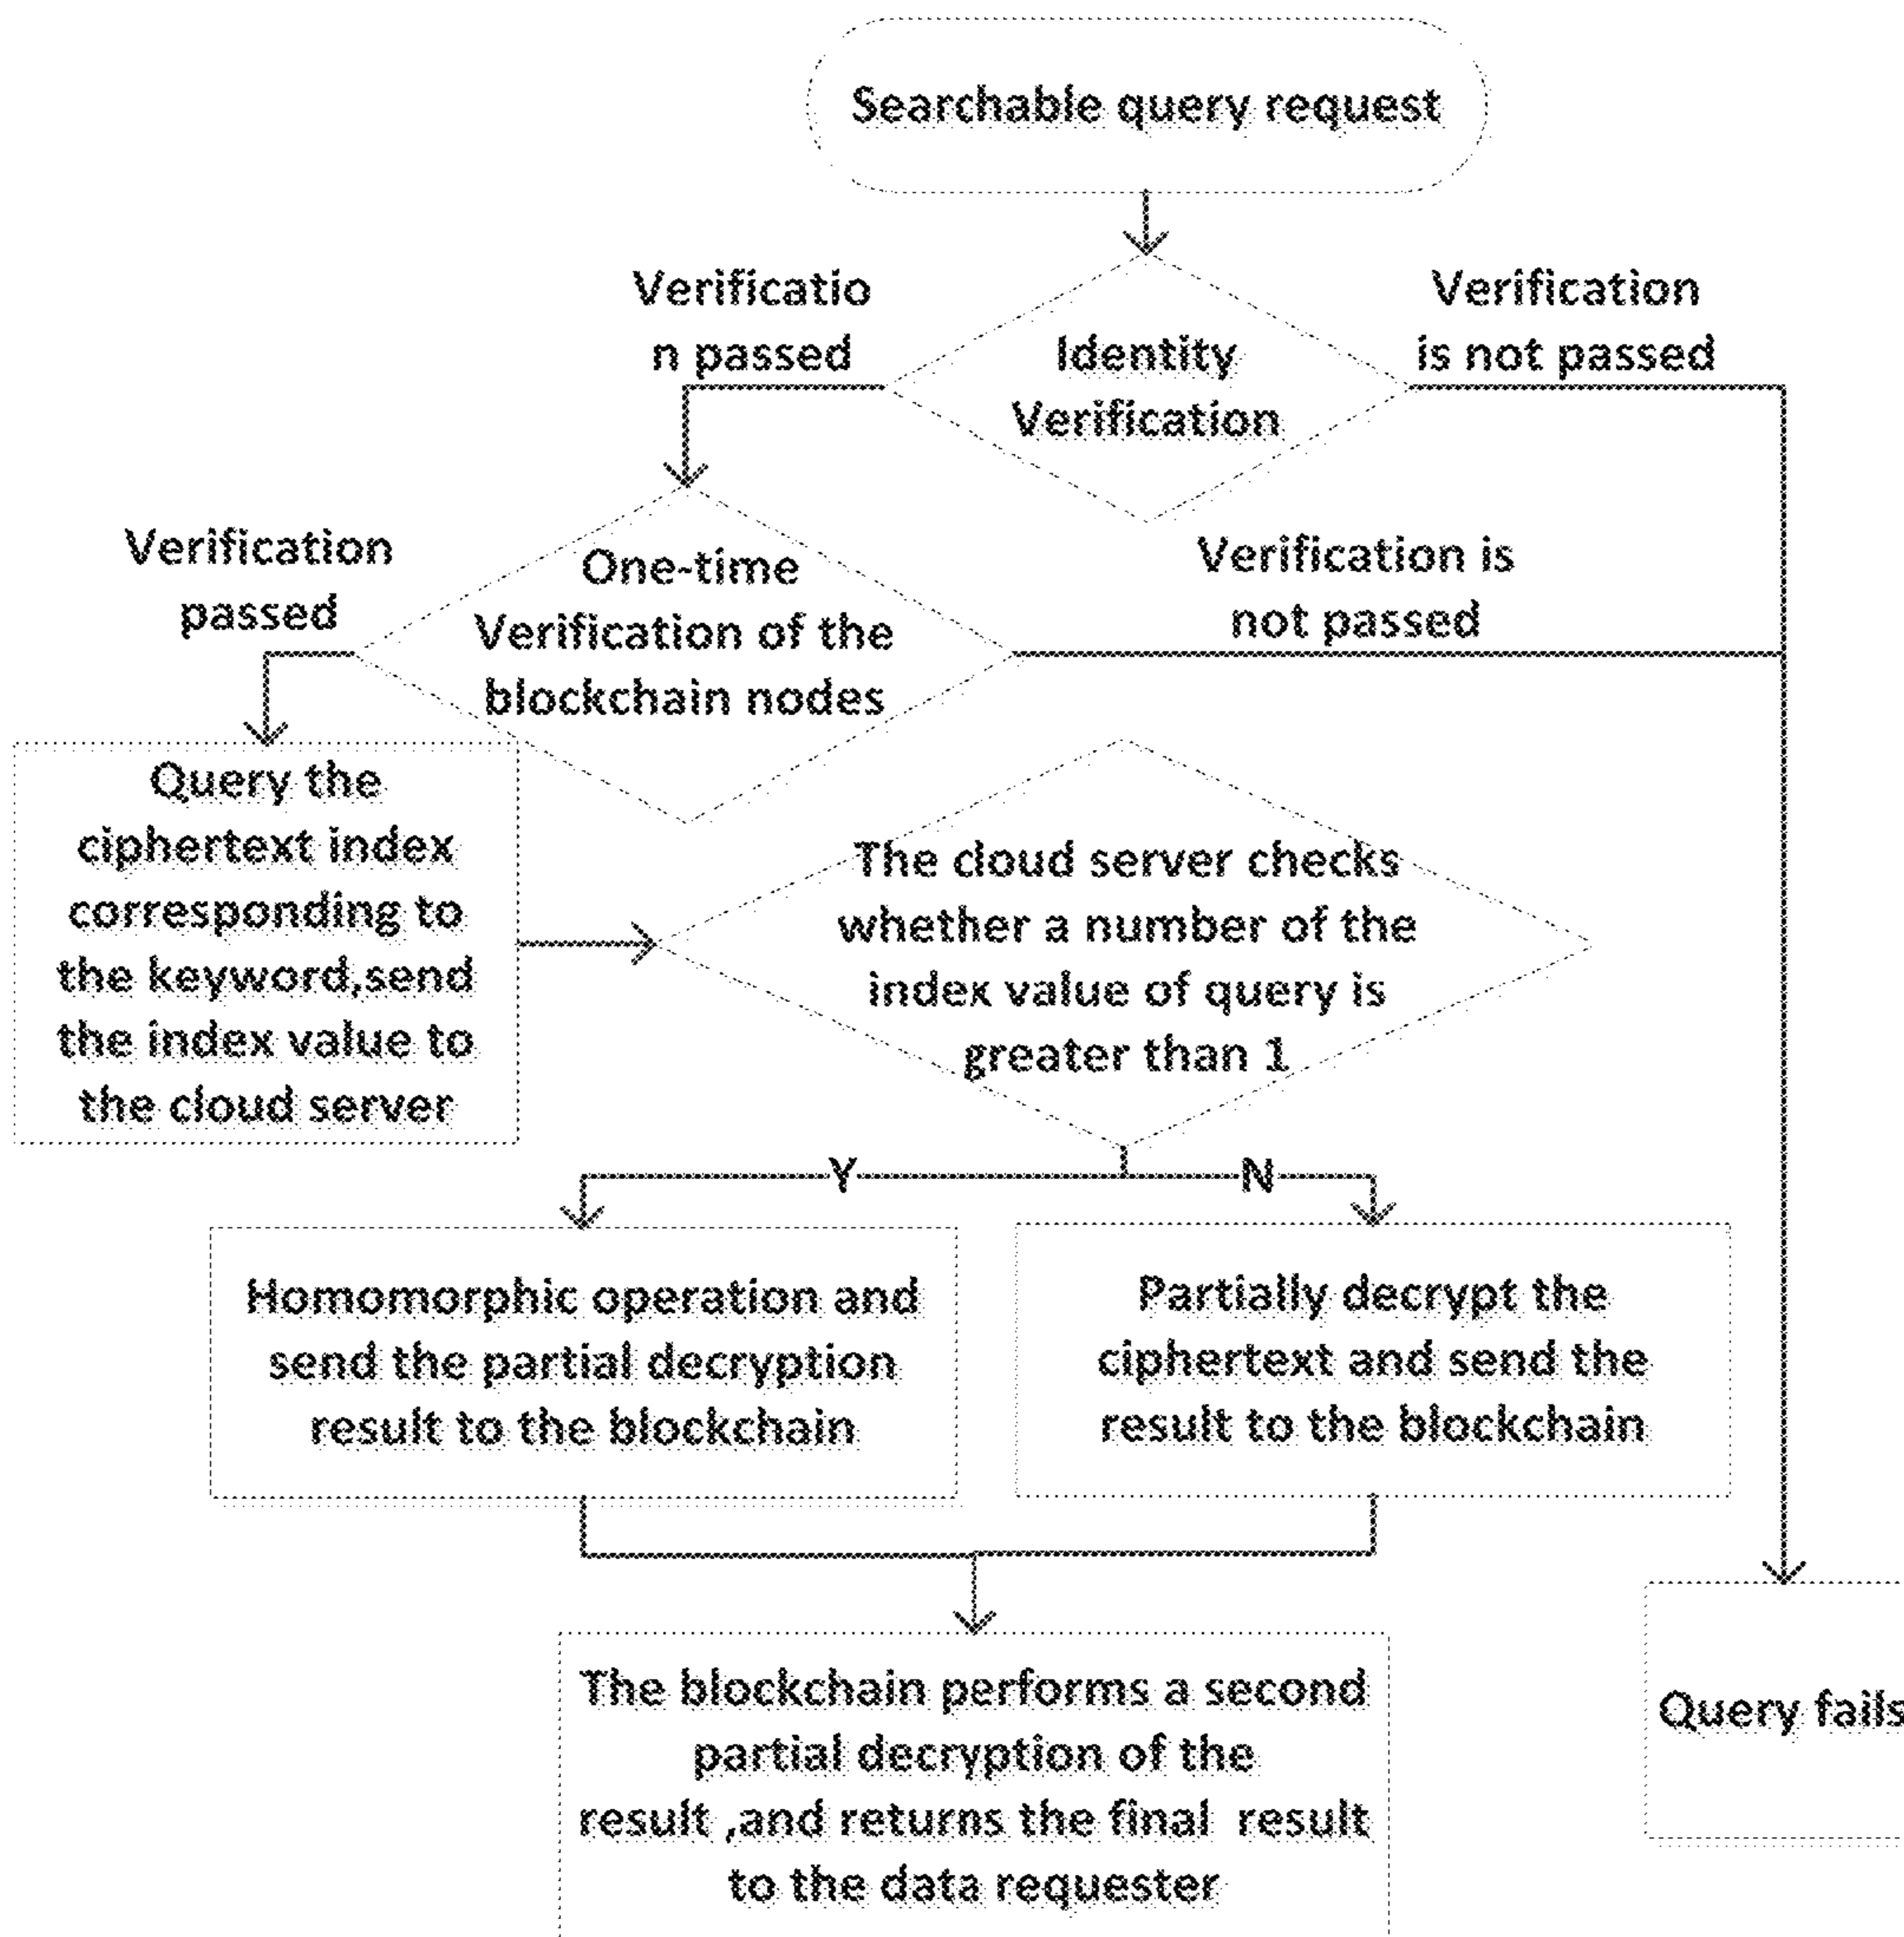 Searchable query request
Verificatio
n passed
Identity
Verification
Verification
is not passed
Verification
passed
One-time
Verification of the
blockchain nodes
Verification is
not passed
Query the
ciphertext index
corresponding to
the keyword,send
the index value to
the cloud server
The cloud server checks
whether a number of the
index value of query is
greater than 1
Y
N
Homomorphic operation and
send the partial decryption
result to the blockchain
Partially decrypt the
ciphertext and send the
result to the blockchain
The blockchain performs a second
partial decryption of the
result ,and returns the final result
to the data requester
Query fails